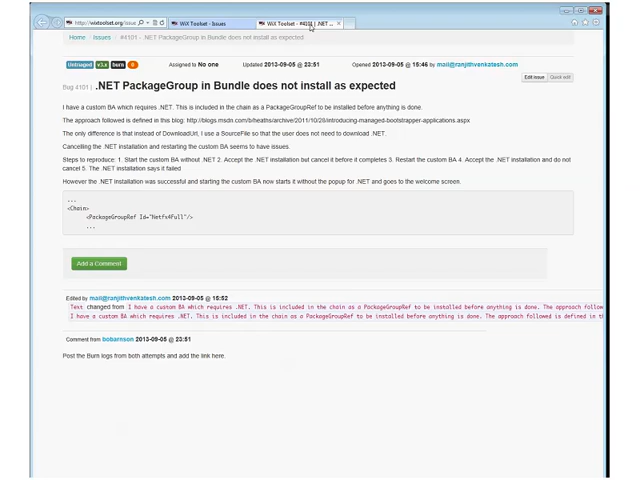 http://wixtoolset.org/issue
WiX Toolset - Issues
WiX Toolset - #4101 | .NET ...
Home / Issues / #4101 - .NET PackageGroup in Bundle does not install as expected
Untriaged v3.x burn 0
Assigned to No one
Updated 2013-09-05 @ 23:51
Opened 2013-09-05 @ 15:46 by mail@ranjithvenkatesh.com
Edit issue Quick edit
Bug 4101 | .NET PackageGroup in Bundle does not install as expected
I have a custom BA which requires .NET. This is included in the chain as a PackageGroupRef to be installed before anything is done.
The approach followed is defined in this blog: http://blogs.msdn.com/b/heaths/archive/2011/10/28/introducing-managed-bootstrapper-applications.aspx
The only difference is that instead of DownloadUrl, I use a SourceFile so that the user does not need to download .NET.
Cancelling the .NET installation and restarting the custom BA seems to have issues.
Steps to reproduce: 1. Start the custom BA without .NET 2. Accept the .NET installation but cancel it before it completes 3. Restart the custom BA 4. Accept the .NET installation and do not
cancel 5. The .NET installation says it failed
However the .NET installation was successful and starting the custom BA now starts it without the popup for .NET and goes to the welcome screen.
...
<Chain>
<PackageGroupRef Id="Netfx4Full"/>
...
Add a Comment
Edited by mail@ranjithvenkatesh.com 2013-09-05 @ 15:52
Text changed from I have a custom BA which requires .NET. This is included in the chain as a PackageGroupRef to be installed before anything is done. The approach follow
I have a custom BA which requires .NET. This is included in the chain as a PackageGroupRef to be installed before anything is done. The approach followed is defined in th
Comment from bobarnson 2013-09-05 @ 23:51
Post the Burn logs from both attempts and add the link here.